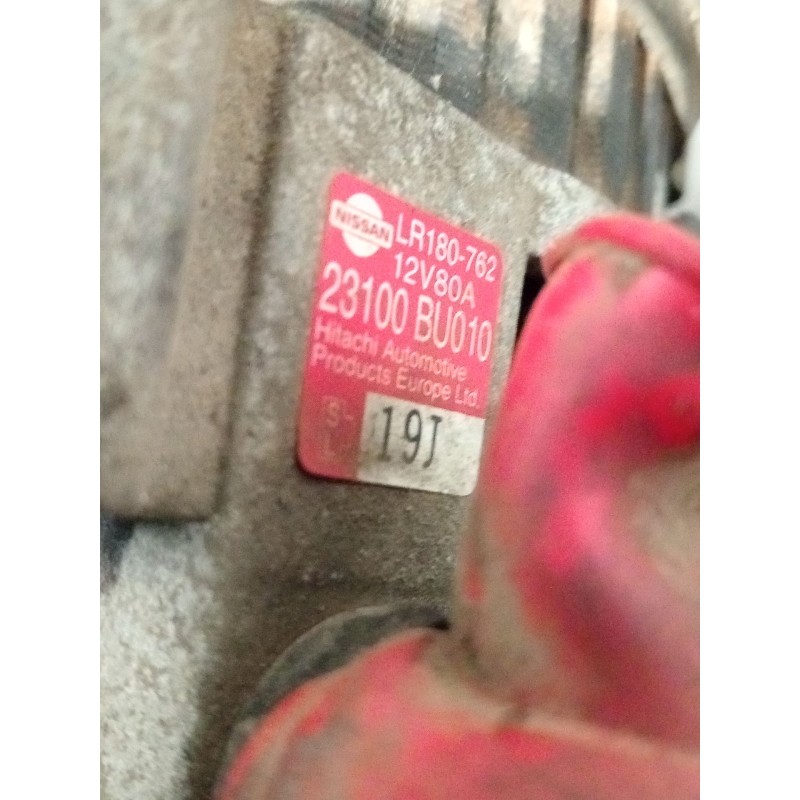 NISSAN LR180-762
12V80A
23100 BU010
Hitachi Automotive
Products Europe Ltd.
S-
L 19J